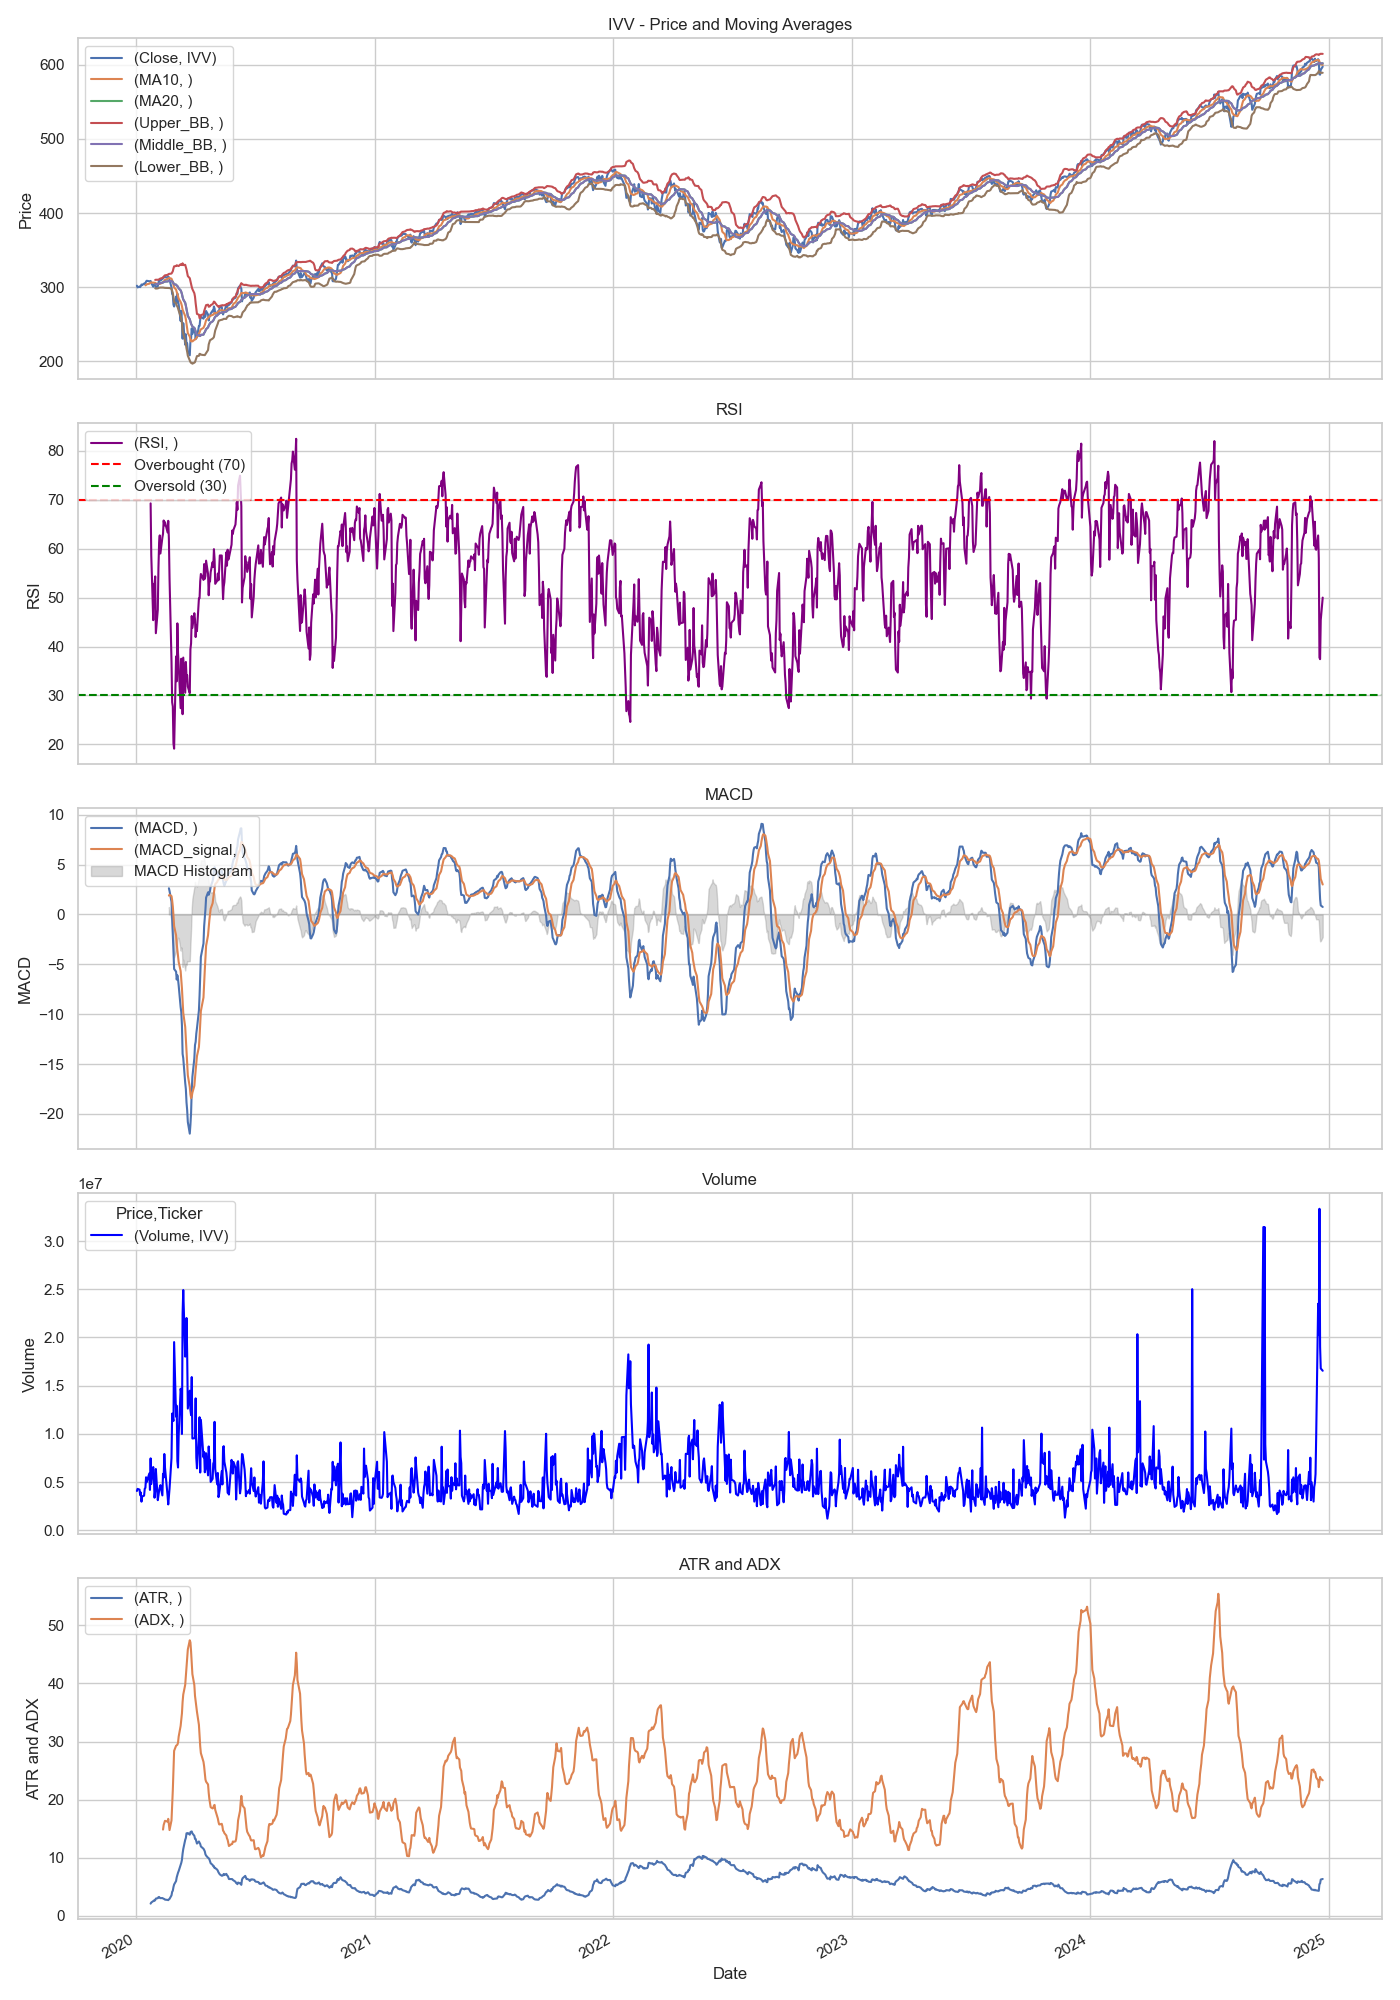 IVV - Price and Moving Averages
(Close, IVV)
(MA10, )
(MA20, )
(Upper_BB, )
(Middle_BB, )
(Lower_BB, )
600
500
400
300
200
Price
RSI
(RSI, )
Overbought (70)
Oversold (30)
80
70
60
50
40
30
20
RSI
MACD
(MACD, )
(MACD_signal, )
MACD Histogram
10
5
0
−5
−10
−15
−20
MACD
Volume
1e7
Price,Ticker
(Volume, IVV)
3.0
2.5
2.0
1.5
1.0
0.5
0.0
Volume
ATR and ADX
(ATR, )
(ADX, )
50
40
30
20
10
0
ATR and ADX
2020
2021
2022
2023
2024
2025
Date